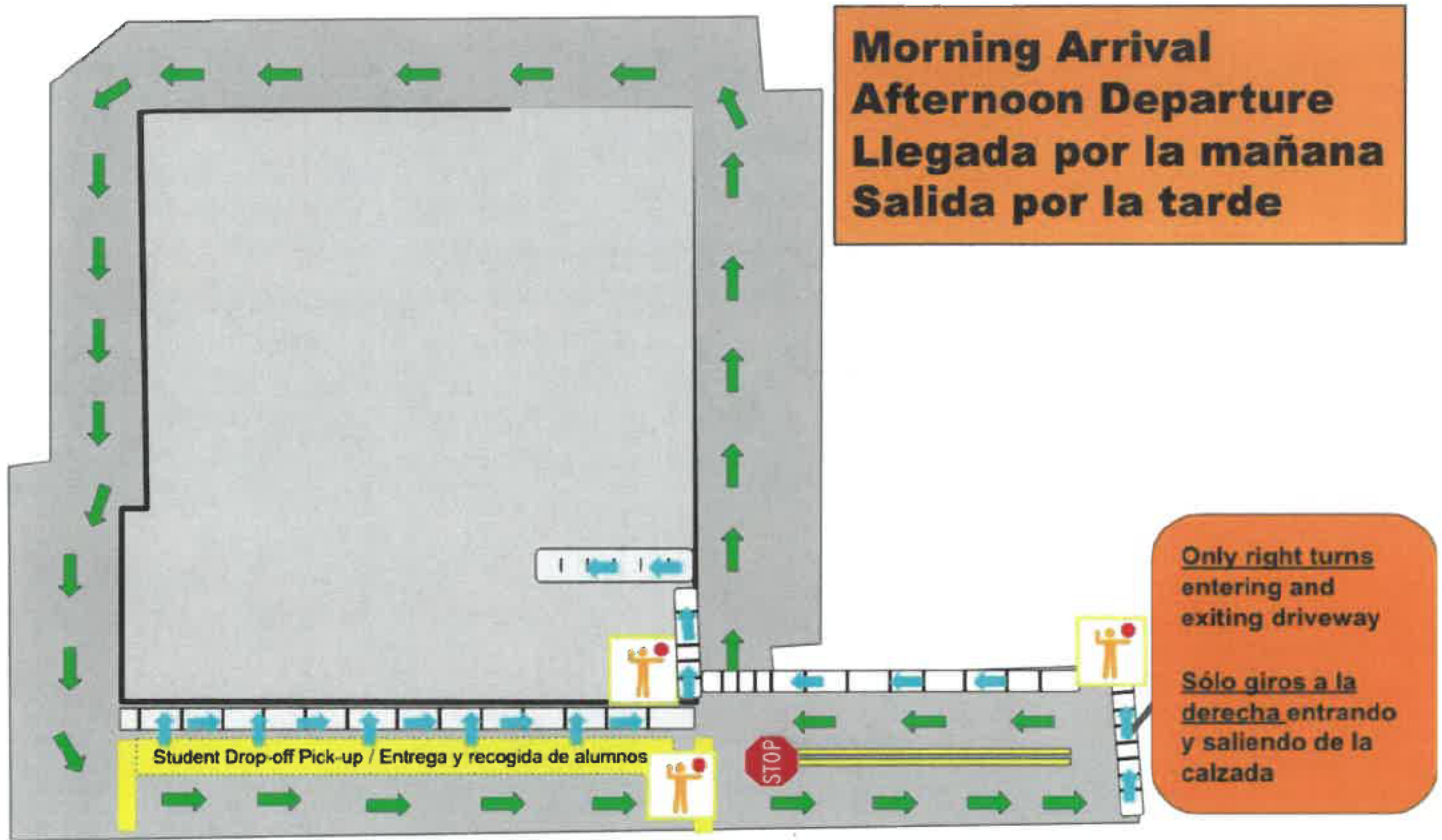 Morning Arrival
Afternoon Departure
Llegada por la mañana
Salida por la tarde
Only right turns
entering and
exiting driveway
Sólo giros a la
derecha entrando
y saliendo de la
calzada
Student Drop-off Pick-up / Entrega y recogida de alumnos
STOP